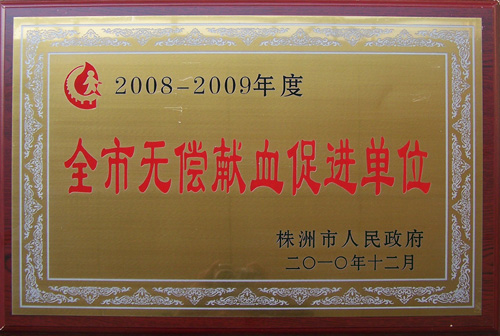 2008-2009年度
全市无偿献血促进单位
株洲市人民政府
二〇一〇年十二月